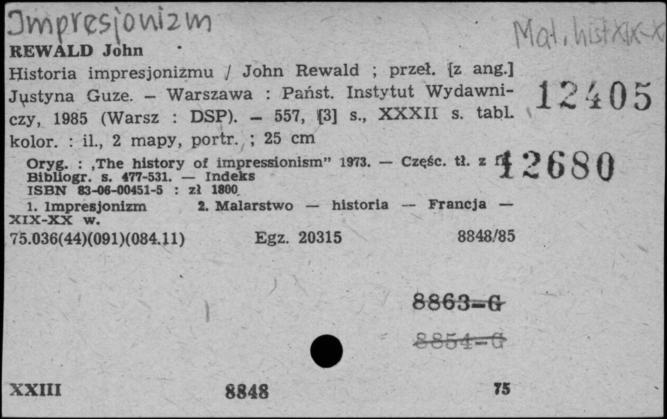 Impresjonizm
Mal. hist XIX-X
REWALD John
Historia impresjonizmu / John Rewald ; przeł. [z ang.]
Justyna Guze. — Warszawa : Państ. Instytut Wydawni-
czy, 1985 (Warsz : DSP). — 557, [3] s., XXXII s. tabl.
kolor. : il., 2 mapy, portr. ; 25 cm
12405
Oryg. : „The history of impressionism” 1973. — Częśc. tł. z
12680
Bibliogr. s. 477-531. — Indeks
ISBN 83-06-00451-5 : zł 1800
1. Impresjonizm 2. Malarstwo — historia — Francja —
XIX-XX w.
75.036(44)(091)(084.11) Egz. 20315 8848/85
8863-G
8854-G
XXIII 8848 75